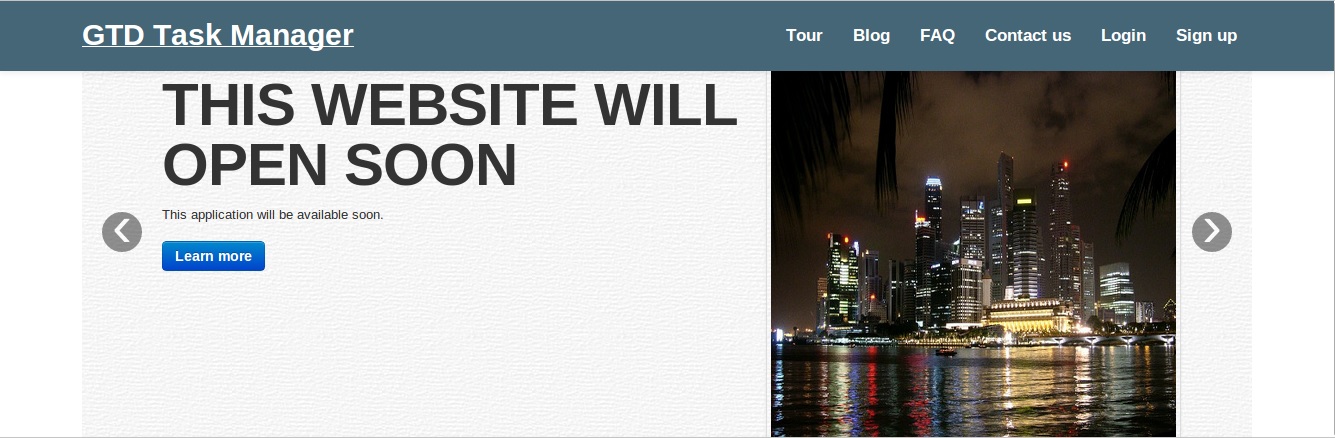 GTD Task Manager
Tour Blog FAQ Contact us Login Sign up
THIS WEBSITE WILL
OPEN SOON
This application will be available soon.
Learn more